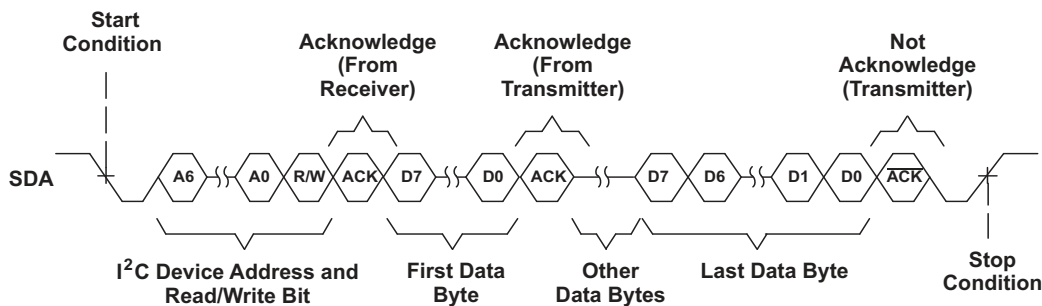 Start
Condition
Acknowledge
(From
Receiver)
Acknowledge
(From
Transmitter)
Not
Acknowledge
(Transmitter)
SDA
A6
A0
R/W
ACK
D7
D0
ACK
D7
D6
D1
D0
A̅C̅K̅
I²C Device Address and
Read/Write Bit
First Data
Byte
Other
Data Bytes
Last Data Byte
Stop
Condition